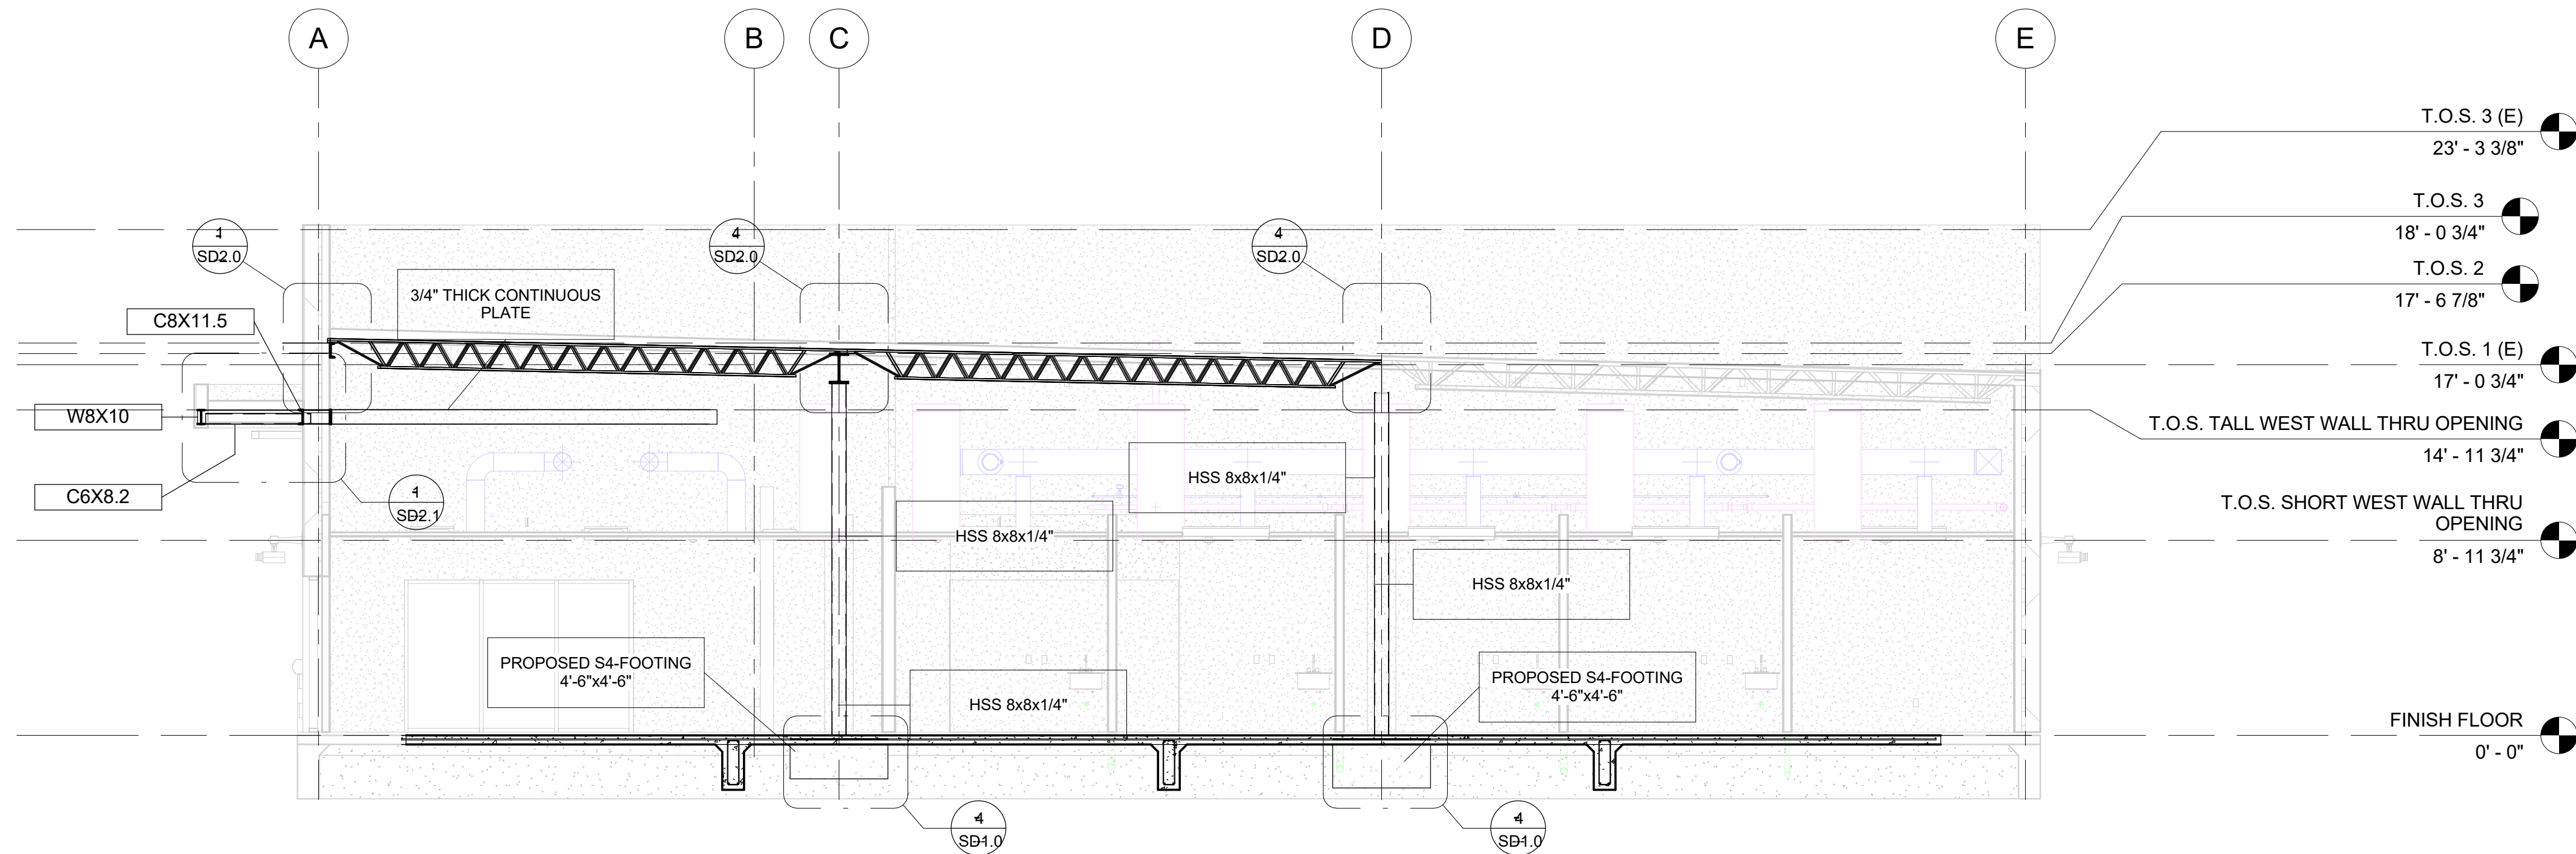 A
B
C
D
E
T.O.S. 3 (E)
23' - 3 3/8"
T.O.S. 3
18' - 0 3/4"
T.O.S. 2
17' - 6 7/8"
T.O.S. 1 (E)
17' - 0 3/4"
T.O.S. TALL WEST WALL THRU OPENING
14' - 11 3/4"
T.O.S. SHORT WEST WALL THRU
OPENING
8' - 11 3/4"
FINISH FLOOR
0' - 0"
1
SD2.0
4
SD2.0
4
SD2.0
3/4" THICK CONTINUOUS
PLATE
C8X11.5
W8X10
C6X8.2
1
SD2.1
HSS 8x8x1/4"
HSS 8x8x1/4"
HSS 8x8x1/4"
PROPOSED S4-FOOTING
4'-6"x4'-6"
HSS 8x8x1/4"
PROPOSED S4-FOOTING
4'-6"x4'-6"
4
SD1.0
4
SD1.0